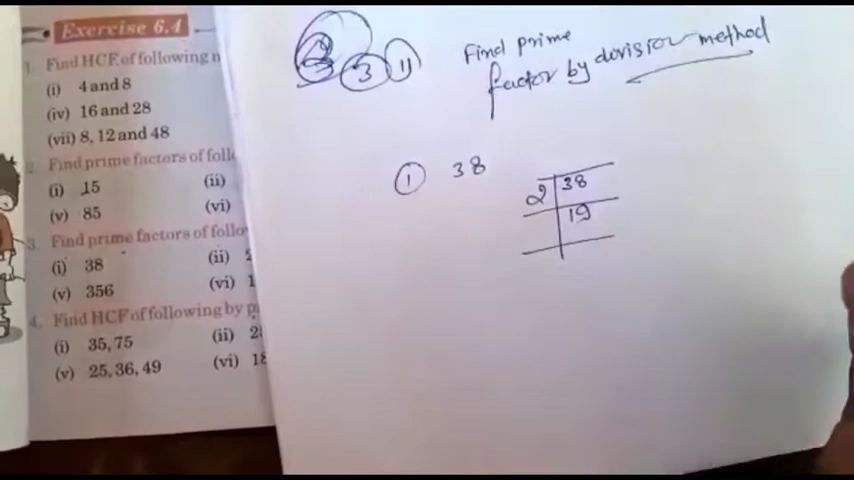 Exercise 6.4
1. Find HCF of following n
(i) 4 and 8
(iv) 16 and 28
(vii) 8, 12 and 48
2. Find prime factors of foll
(i) 15 (ii)
(v) 85 (vi)
3. Find prime factors of follo
(i) 38 (ii) 2
(v) 356 (vi) 1
4. Find HCF of following by p
(i) 35, 75 (ii) 2
(v) 25, 36, 49 (vi) 18
3 11
Find prime
factor by division method
1 38
2 38
19